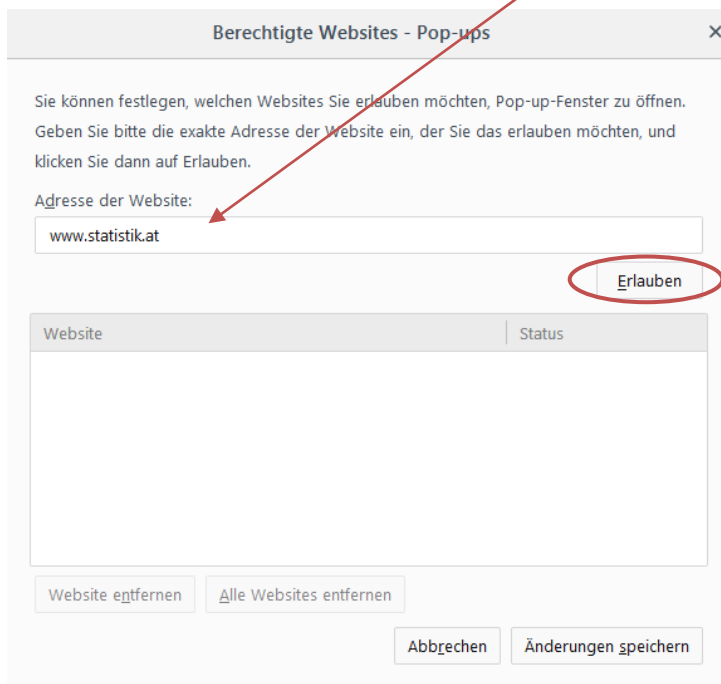 Berechtigte Websites - Pop-ups
Sie können festlegen, welchen Websites Sie erlauben möchten, Pop-up-Fenster zu öffnen.
Geben Sie bitte die exakte Adresse der Website ein, der Sie das erlauben möchten, und
klicken Sie dann auf Erlauben.
Adresse der Website:
www.statistik.at
Erlauben
Website Status
Website entfernen Alle Websites entfernen
Abbrechen Änderungen speichern